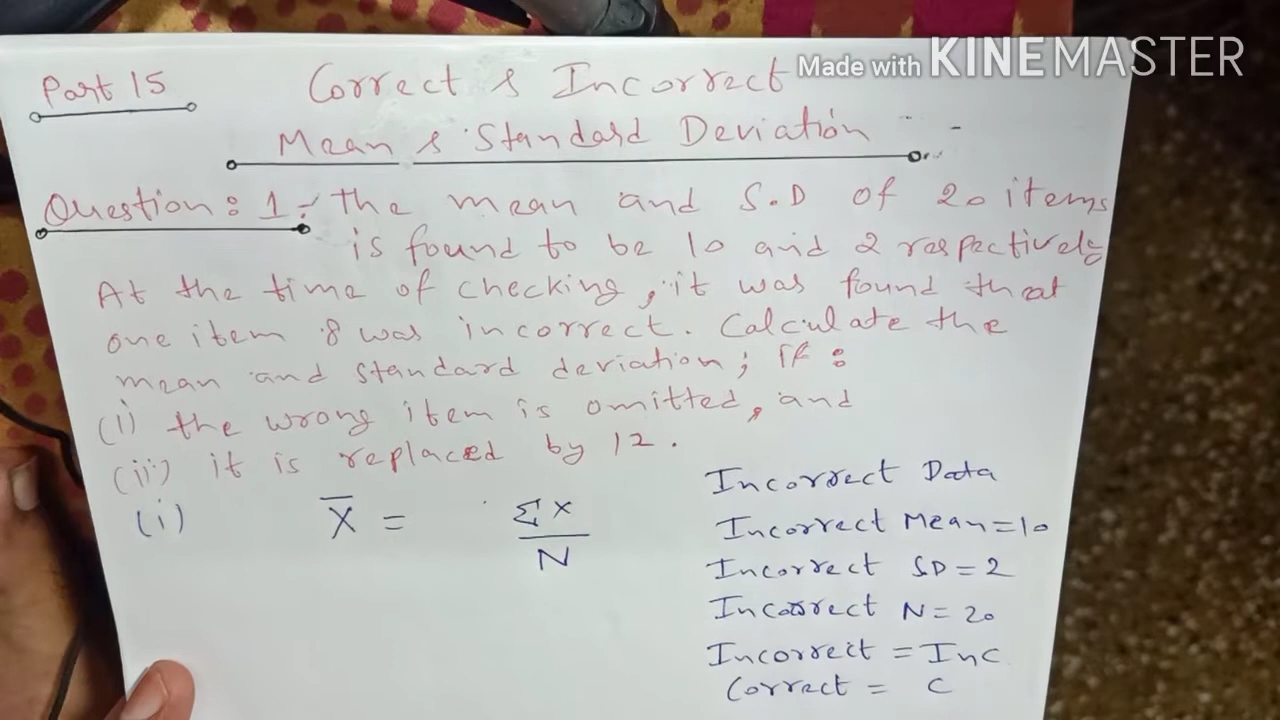 Part 15
Correct & Incorrect
Made with KINEMASTER
Mean & Standard Deviation
Question: 1:- The mean and S.D of 20 items
is found to be 10 and 2 respectively
At the time of checking, it was found that
one item 8 was incorrect. Calculate the
mean and standard deviation; If:
(i) the wrong item is omitted, and
(ii) it is replaced by 12.
(i) X̄ = ΣX / N
Incorrect Data
Incorrect Mean = 10
Incorrect SD = 2
Incorrect N = 20
Incorrect = Inc
Correct = C